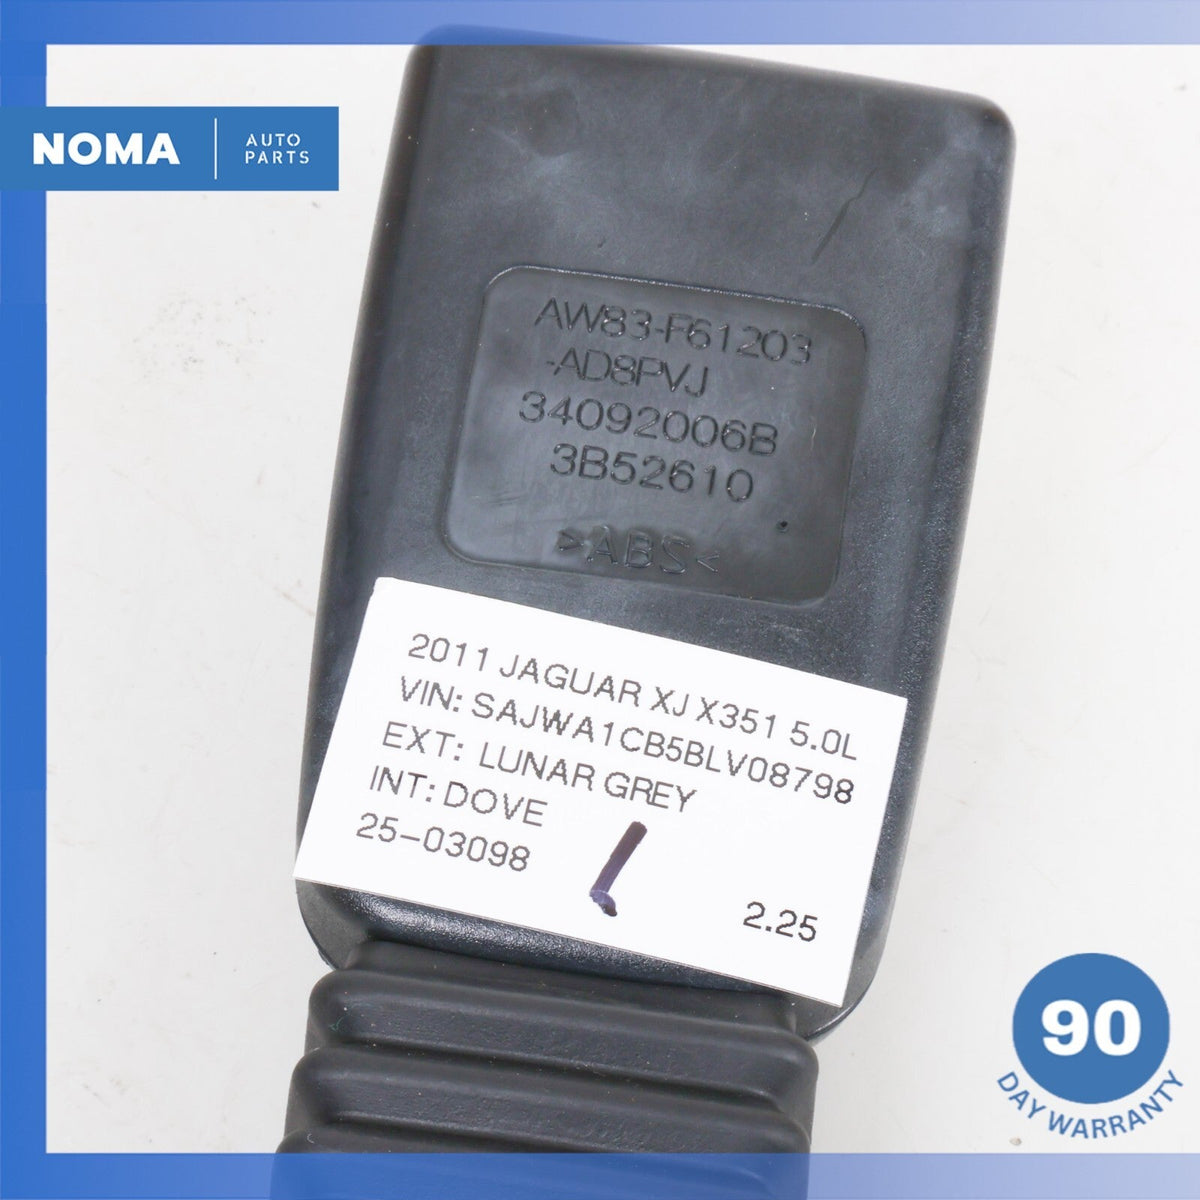 NOMA
AUTO
PARTS
AW83-F61203
-AD8PVJ
34092006B
3B52610
>ABS<
2011 JAGUAR XJ X351 5.0L
VIN: SAJWA1CB5BLV08798
EXT: LUNAR GREY
INT: DOVE
25-03098
2.25
90
DAY WARRANTY